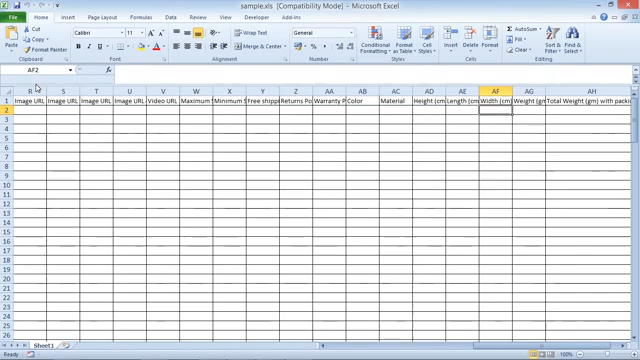 sample.xls [Compatibility Mode] - Microsoft Excel
File Home Insert Page Layout Formulas Data Review View Developer Acrobat
Paste Cut Copy Format Painter Calibri 11 Wrap Text Merge & Center General Conditional Formatting Format as Table Cell Styles Insert Delete Format AutoSum Fill Clear Sort & Filter Find & Select
Clipboard Font Alignment Number Styles Cells Editing
AF2 fx
R S T U V W X Y Z AA AB AC AD AE AF AG AH
1 Image URL Image URL Image URL Image URL Video URL Maximum Minimum S Free shipp Returns Po Warranty P Color Material Height (cm Length (cm Width (cm) Weight (gm Total Weight (gm) with packi
2
3
4
5
6
7
8
9
10
11
12
13
14
15
16
17
18
19
20
21
22
23
24
25
26
Sheet1
Ready 100%